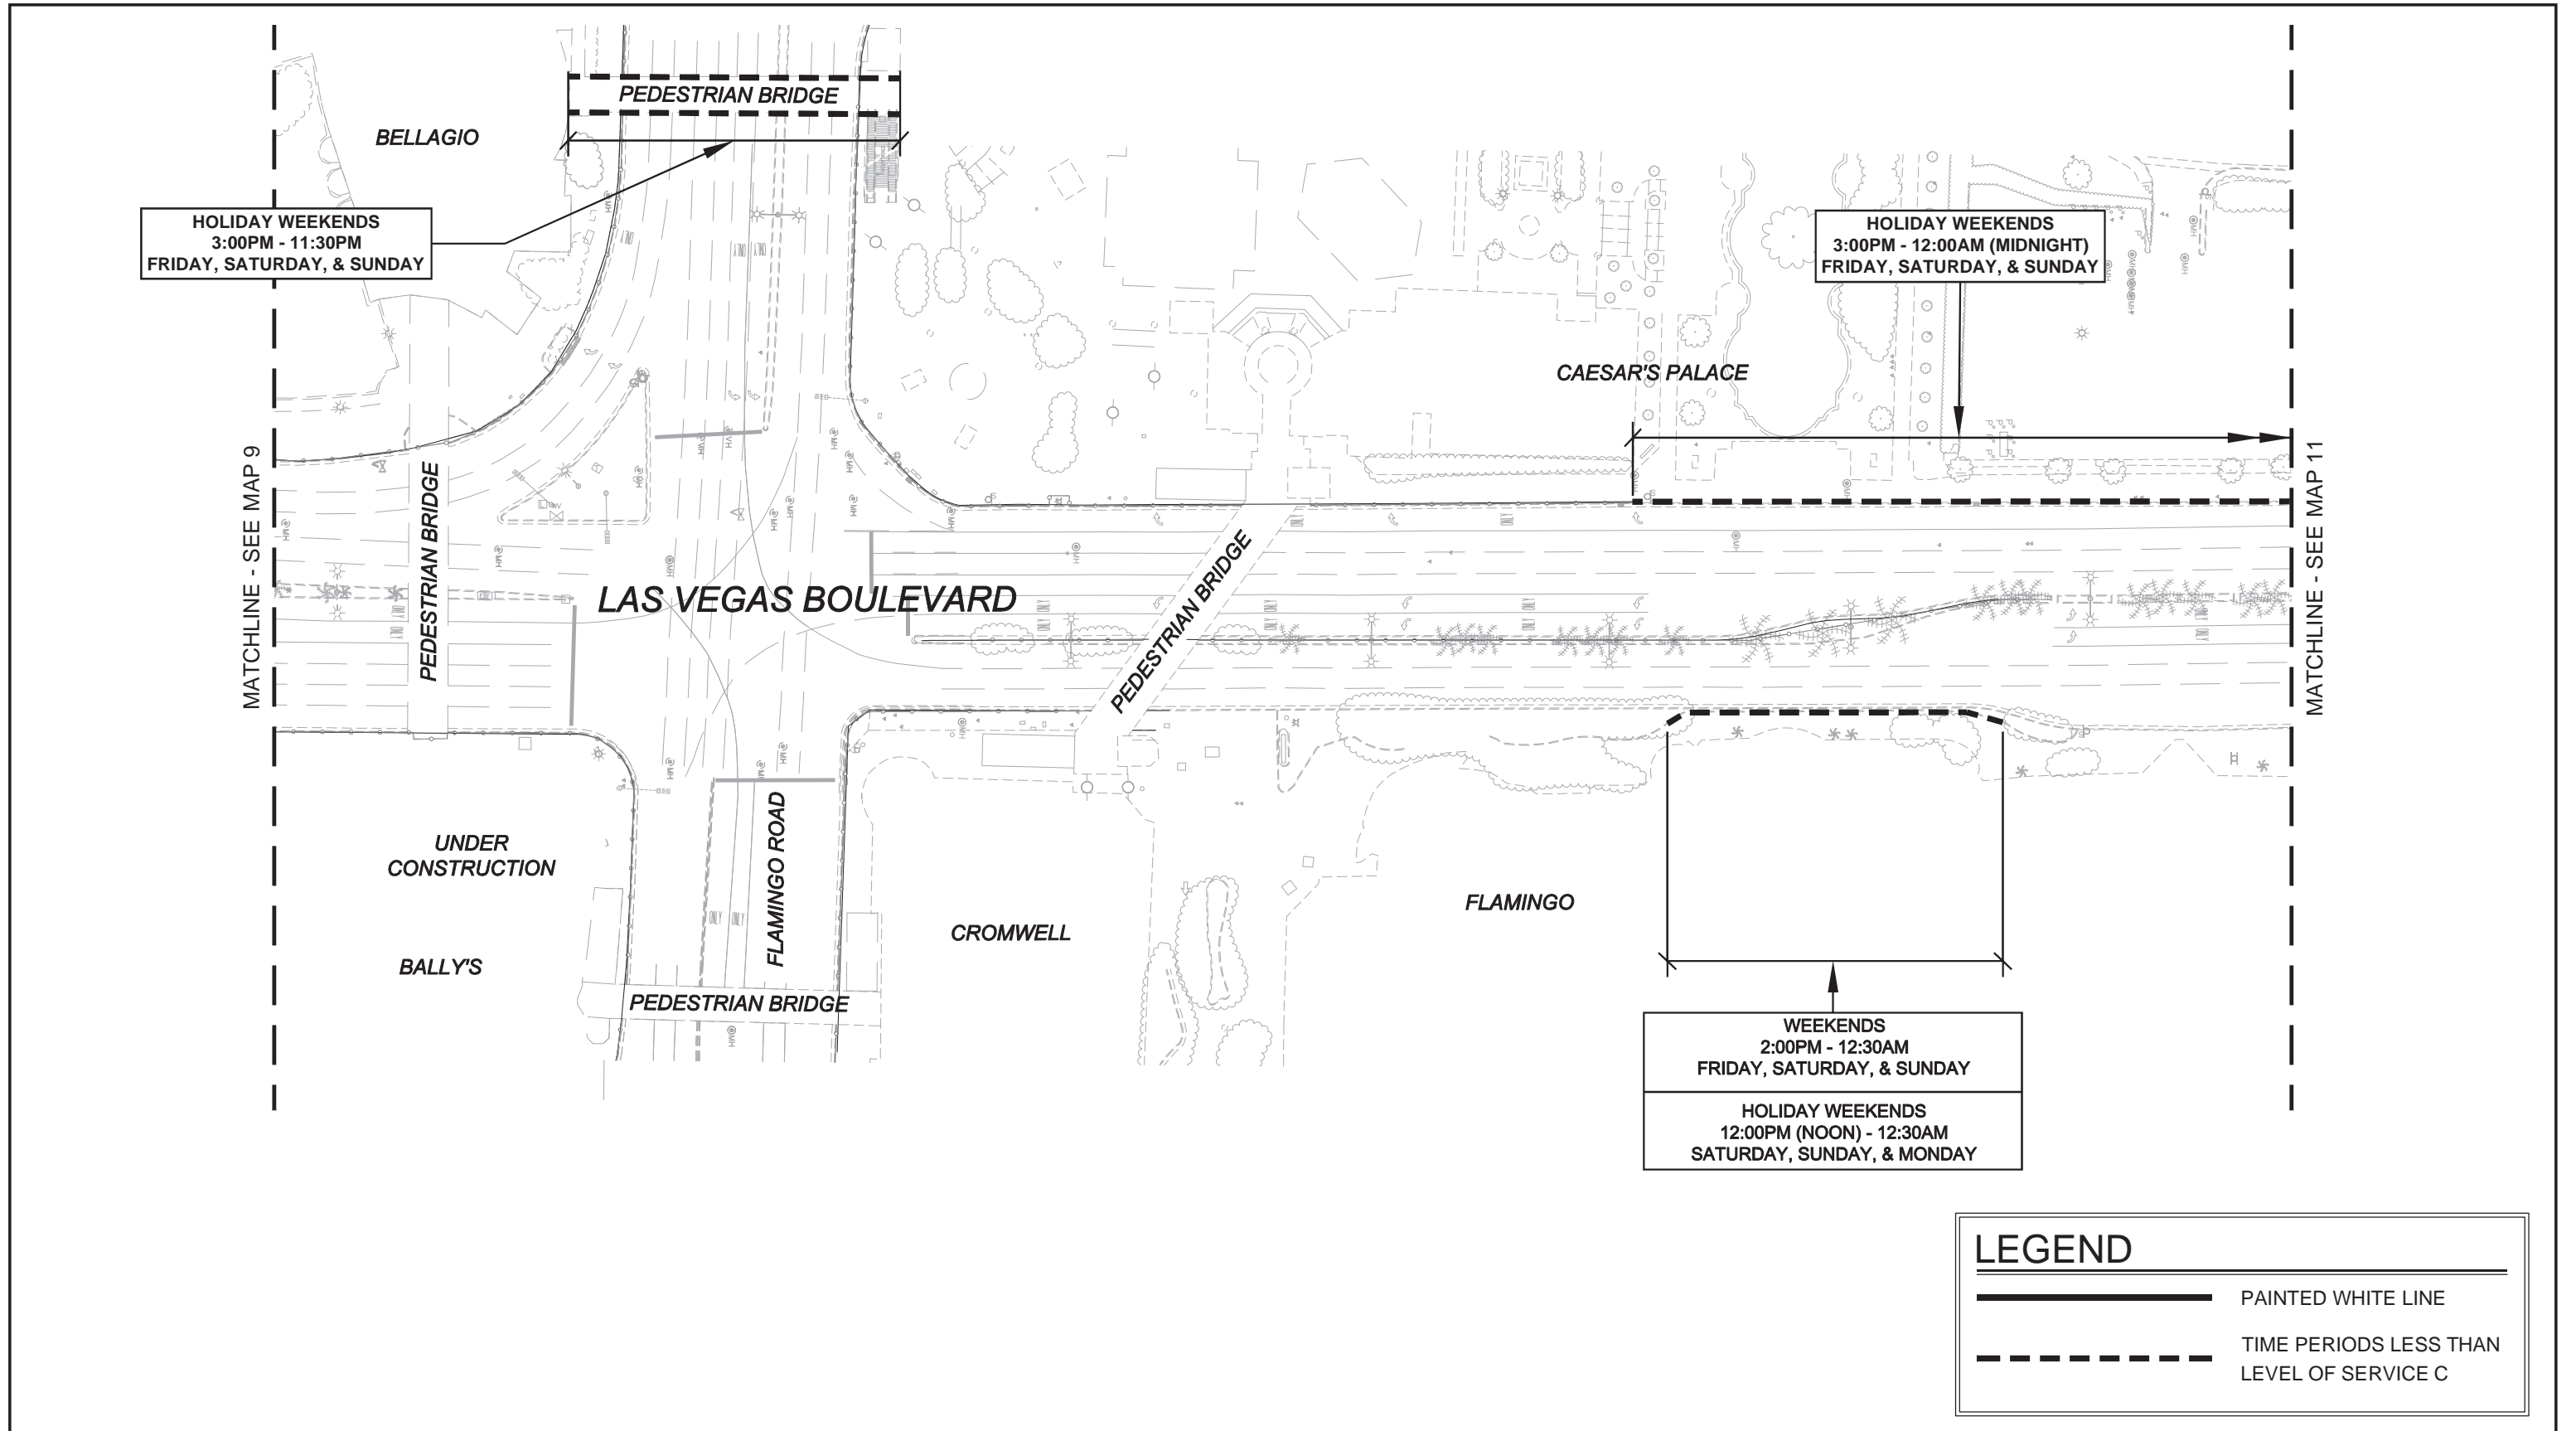 PEDESTRIAN BRIDGE
BELLAGIO
HOLIDAY WEEKENDS
3:00PM - 11:30PM
FRIDAY, SATURDAY, & SUNDAY
HOLIDAY WEEKENDS
3:00PM - 12:00AM (MIDNIGHT)
FRIDAY, SATURDAY, & SUNDAY
CAESAR'S PALACE
MATCHLINE - SEE MAP 9
PEDESTRIAN BRIDGE
LAS VEGAS BOULEVARD
PEDESTRIAN BRIDGE
MATCHLINE - SEE MAP 11
UNDER
CONSTRUCTION
BALLY'S
FLAMINGO ROAD
CROMWELL
FLAMINGO
PEDESTRIAN BRIDGE
WEEKENDS
2:00PM - 12:30AM
FRIDAY, SATURDAY, & SUNDAY
HOLIDAY WEEKENDS
12:00PM (NOON) - 12:30AM
SATURDAY, SUNDAY, & MONDAY
LEGEND
PAINTED WHITE LINE
TIME PERIODS LESS THAN
LEVEL OF SERVICE C